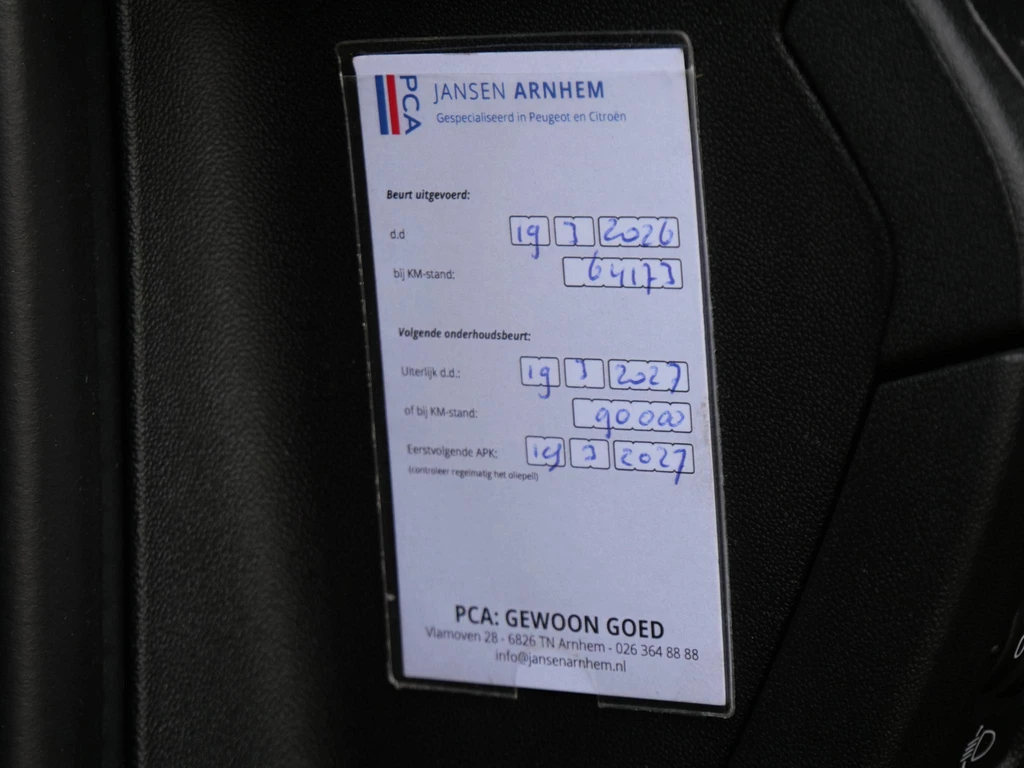 PCA
JANSEN ARNHEM
Gespecialiseerd in Peugeot en Citroën
Beurt uitgevoerd:
d.d 19 3 2026
bij KM-stand: 64173
Volgende onderhoudsbeurt:
Uiterlijk d.d.: 19 3 2027
of bij KM-stand: 90000
Eerstvolgende APK: 19 3 2027
(controleer regelmatig het oliepeil)
PCA: GEWOON GOED
Vlamoven 28 - 6826 TN Arnhem - 026 364 88 88
info@jansenarnhem.nl